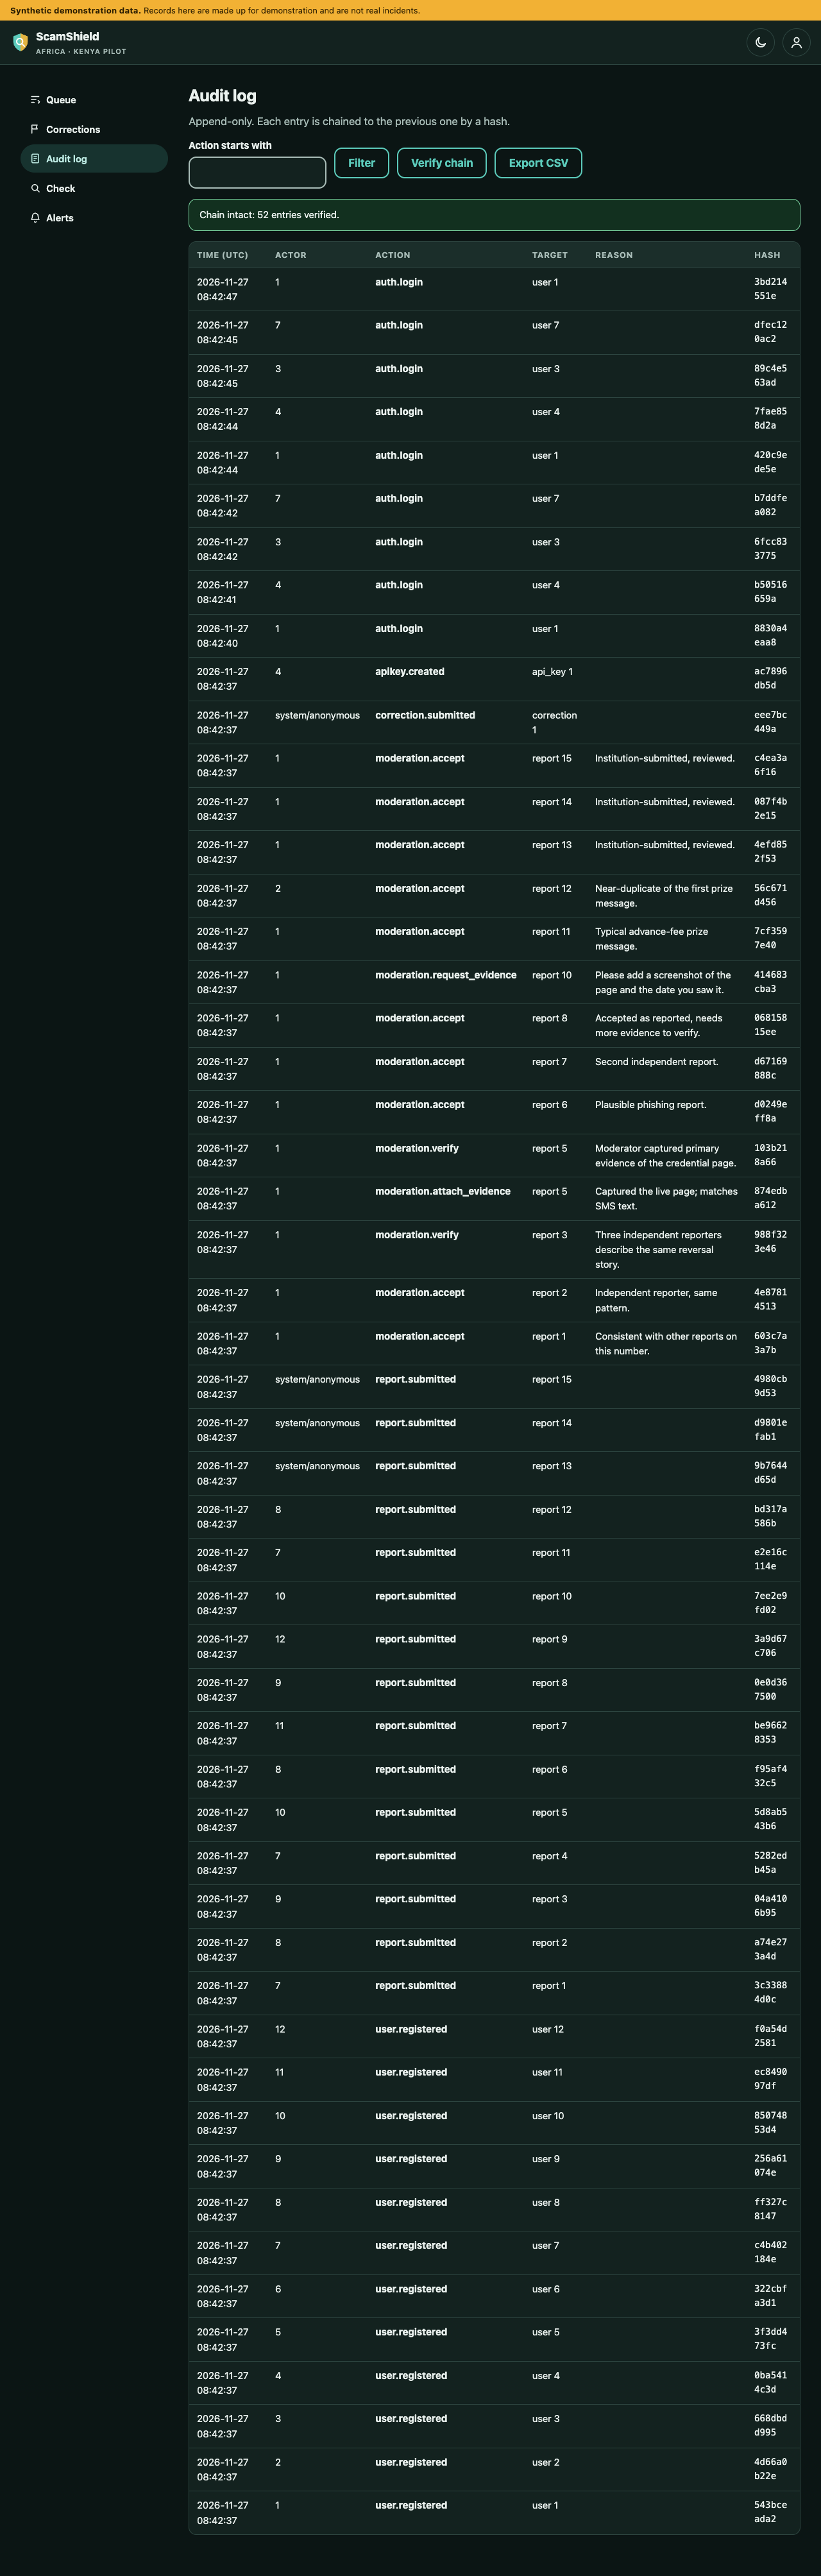 Synthetic demonstration data. Records here are made up for demonstration and are not real incidents.
ScamShield
AFRICA · KENYA PILOT
Queue
Corrections
Audit log
Check
Alerts
Audit log
Append-only. Each entry is chained to the previous one by a hash.
Action starts with
Filter Verify chain Export CSV
Chain intact: 52 entries verified.
TIME (UTC) ACTOR ACTION TARGET REASON HASH
2026-11-27 1 auth.login user 1 3bd214
08:42:47 551e
2026-11-27 7 auth.login user 7 dfec12
08:42:45 0ac2
2026-11-27 3 auth.login user 3 89c4e5
08:42:45 63ad
2026-11-27 4 auth.login user 4 7fae85
08:42:44 8d2a
2026-11-27 1 auth.login user 1 420c9e
08:42:44 de5e
2026-11-27 7 auth.login user 7 b7ddfe
08:42:42 a082
2026-11-27 3 auth.login user 3 6fcc83
08:42:42 3775
2026-11-27 4 auth.login user 4 b50516
08:42:41 659a
2026-11-27 1 auth.login user 1 8830a4
08:42:40 eaa8
2026-11-27 4 apikey.created api_key 1 ac7896
08:42:37 db5d
2026-11-27 system/anonymous correction.submitted correction eee7bc
08:42:37 1 449a
2026-11-27 1 moderation.accept report 15 Institution-submitted, reviewed. c4ea3a
08:42:37 6f16
2026-11-27 1 moderation.accept report 14 Institution-submitted, reviewed. 087f4b
08:42:37 2e15
2026-11-27 1 moderation.accept report 13 Institution-submitted, reviewed. 4efd85
08:42:37 2f53
2026-11-27 2 moderation.accept report 12 Near-duplicate of the first prize 56c671
08:42:37 message. d456
2026-11-27 1 moderation.accept report 11 Typical advance-fee prize 7cf359
08:42:37 message. 7e40
2026-11-27 1 moderation.request_evidence report 10 Please add a screenshot of the 414683
08:42:37 page and the date you saw it. cba3
2026-11-27 1 moderation.accept report 8 Accepted as reported, needs 068158
08:42:37 more evidence to verify. 15ee
2026-11-27 1 moderation.accept report 7 Second independent report. d67169
08:42:37 888c
2026-11-27 1 moderation.accept report 6 Plausible phishing report. d0249e
08:42:37 ff8a
2026-11-27 1 moderation.verify report 5 Moderator captured primary 103b21
08:42:37 evidence of the credential page. 8a66
2026-11-27 1 moderation.attach_evidence report 5 Captured the live page; matches 874edb
08:42:37 SMS text. a612
2026-11-27 1 moderation.verify report 3 Three independent reporters 988f32
08:42:37 describe the same reversal 3e46
story.
2026-11-27 1 moderation.accept report 2 Independent reporter, same 4e8781
08:42:37 pattern. 4513
2026-11-27 1 moderation.accept report 1 Consistent with other reports on 603c7a
08:42:37 this number. 3a7b
2026-11-27 system/anonymous report.submitted report 15 4980cb
08:42:37 9d53
2026-11-27 system/anonymous report.submitted report 14 d9801e
08:42:37 fab1
2026-11-27 system/anonymous report.submitted report 13 9b7644
08:42:37 d65d
2026-11-27 8 report.submitted report 12 bd317a
08:42:37 586b
2026-11-27 7 report.submitted report 11 e2e16c
08:42:37 114e
2026-11-27 10 report.submitted report 10 7ee2e9
08:42:37 fd02
2026-11-27 12 report.submitted report 9 3a9d67
08:42:37 c706
2026-11-27 9 report.submitted report 8 0e0d36
08:42:37 7500
2026-11-27 11 report.submitted report 7 be9662
08:42:37 8353
2026-11-27 8 report.submitted report 6 f95af4
08:42:37 32c5
2026-11-27 10 report.submitted report 5 5d8ab5
08:42:37 43b6
2026-11-27 7 report.submitted report 4 5282ed
08:42:37 b45a
2026-11-27 9 report.submitted report 3 04a410
08:42:37 6b95
2026-11-27 8 report.submitted report 2 a74e27
08:42:37 3a4d
2026-11-27 7 report.submitted report 1 3c3388
08:42:37 4d0c
2026-11-27 12 user.registered user 12 f0a54d
08:42:37 2581
2026-11-27 11 user.registered user 11 ec8490
08:42:37 97df
2026-11-27 10 user.registered user 10 850748
08:42:37 53d4
2026-11-27 9 user.registered user 9 256a61
08:42:37 074e
2026-11-27 8 user.registered user 8 ff327c
08:42:37 8147
2026-11-27 7 user.registered user 7 c4b402
08:42:37 184e
2026-11-27 6 user.registered user 6 322cbf
08:42:37 a3d1
2026-11-27 5 user.registered user 5 3f3dd4
08:42:37 73fc
2026-11-27 4 user.registered user 4 0ba541
08:42:37 4c3d
2026-11-27 3 user.registered user 3 668dbd
08:42:37 d995
2026-11-27 2 user.registered user 2 4d66a0
08:42:37 b22e
2026-11-27 1 user.registered user 1 543bce
08:42:37 ada2